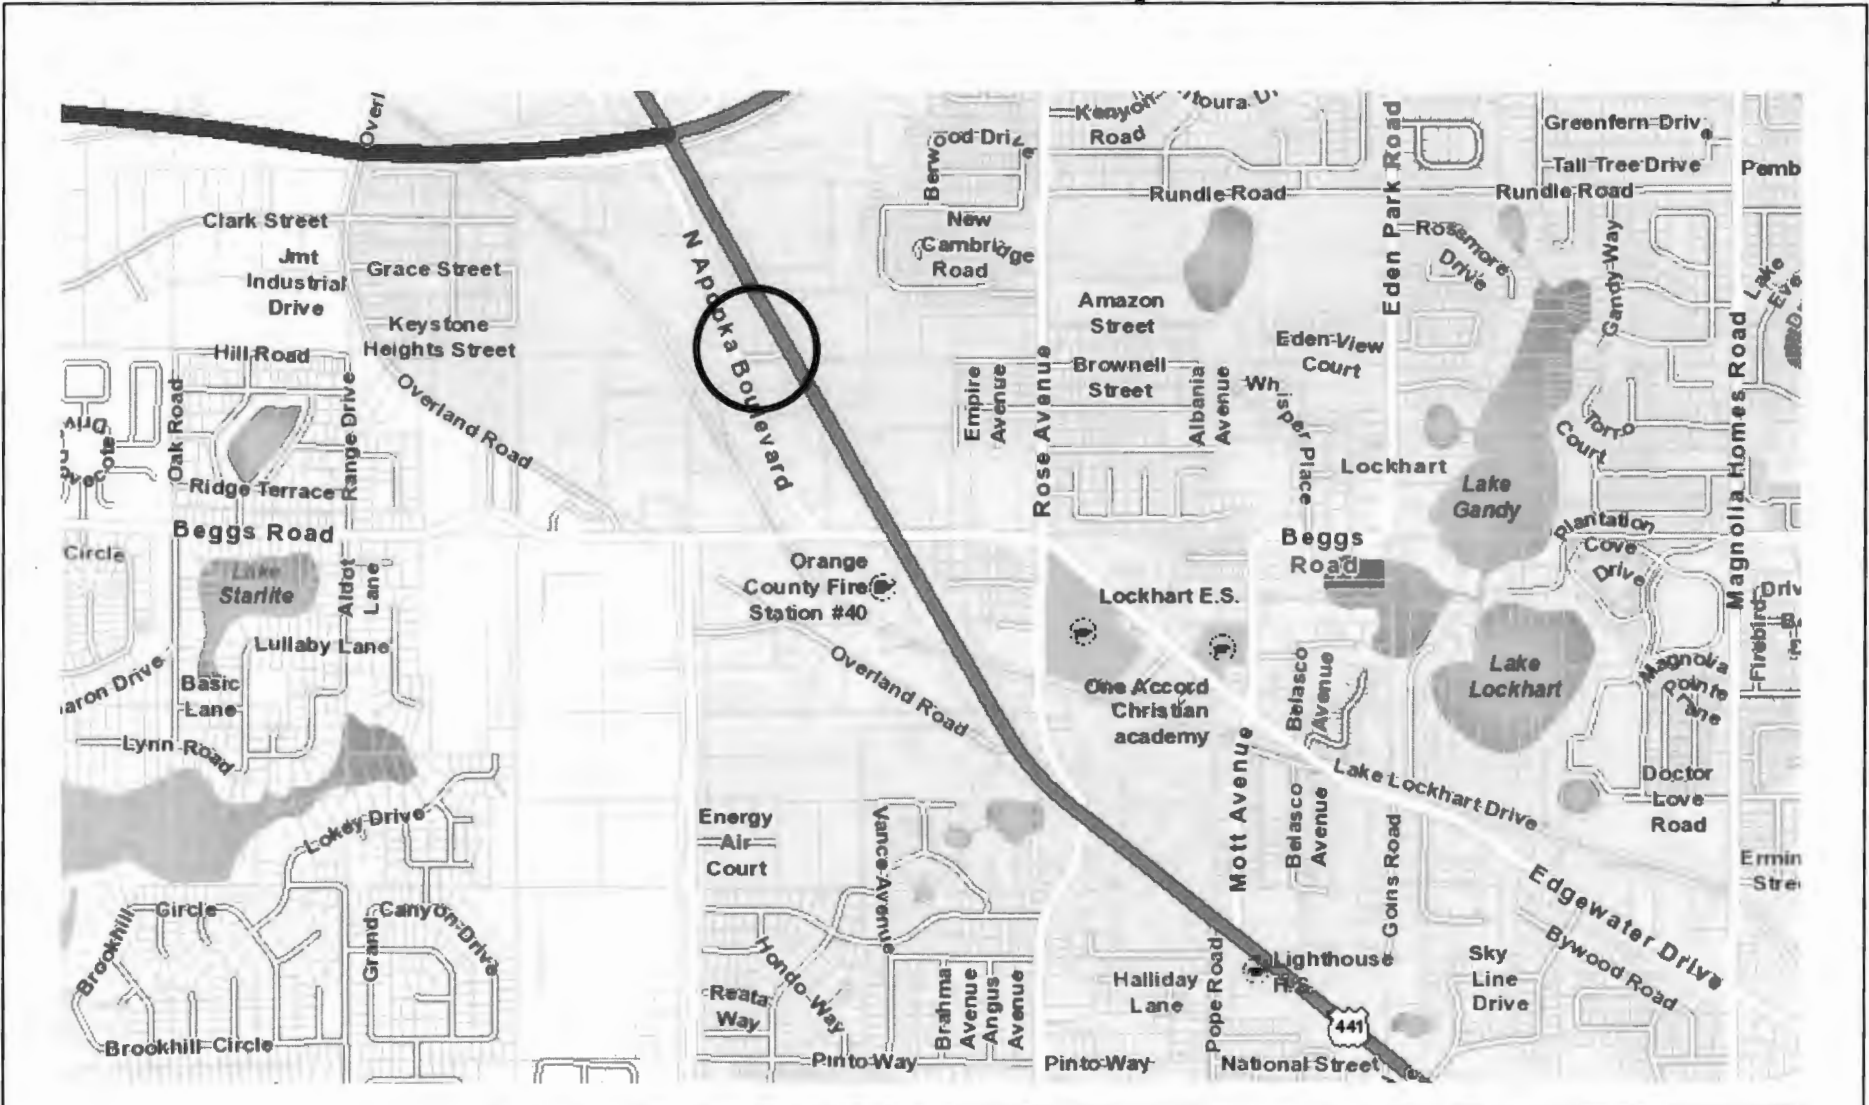 Kenyon
Road
Greenfern Driv
Tall Tree Drive
Pemb
Rundle Road
Rundle Road
Eden Park Road
Clark Street
Jmt
Industrial
Drive
Grace Street
Keystone
Heights Street
Hill Road
Oak Road
Range Drive
Ridge Terrace
Overland Road
N Apopka Boulevard
New
Cambridge
Road
Amazon
Street
Brownell
Street
Empire
Avenue
Albania
Avenue
Rose Avenue
Rossmore
Drive
Gandy Way
Eden View
Court
Whisper Place
Lockhart
Lake
Gandy
Torro
Court
Magnolia Homes Road
Plantation
Cove
Drive
Beggs Road
Circle
Lake
Starlite
Aldot
Lane
Lullaby Lane
Basic
Lane
Lynn Road
Orange
County Fire
Station #40
Overland Road
Beggs
Road
Lockhart E.S.
One Accord
Christian
academy
Belasco
Avenue
Lake
Lockhart
Magnolia
Pointe
Lane
Firebird
Driv
Mott Avenue
Lake Lockhart Drive
Belasco
Avenue
Goins Road
Doctor
Love
Road
Ermin
Stre
Edgewater Drive
Bywood Road
Lokey Drive
Energy
Air
Court
Vance Avenue
Brookhill
Circle
Grand
Canyon Drive
Brookhill Circle
Hondo Way
Reata
Way
Brahma
Avenue
Angus
Avenue
Pinto Way
Pinto Way
Halliday
Lane
Pope Road
Lighthouse
Sky
Line
Drive
441
National Street